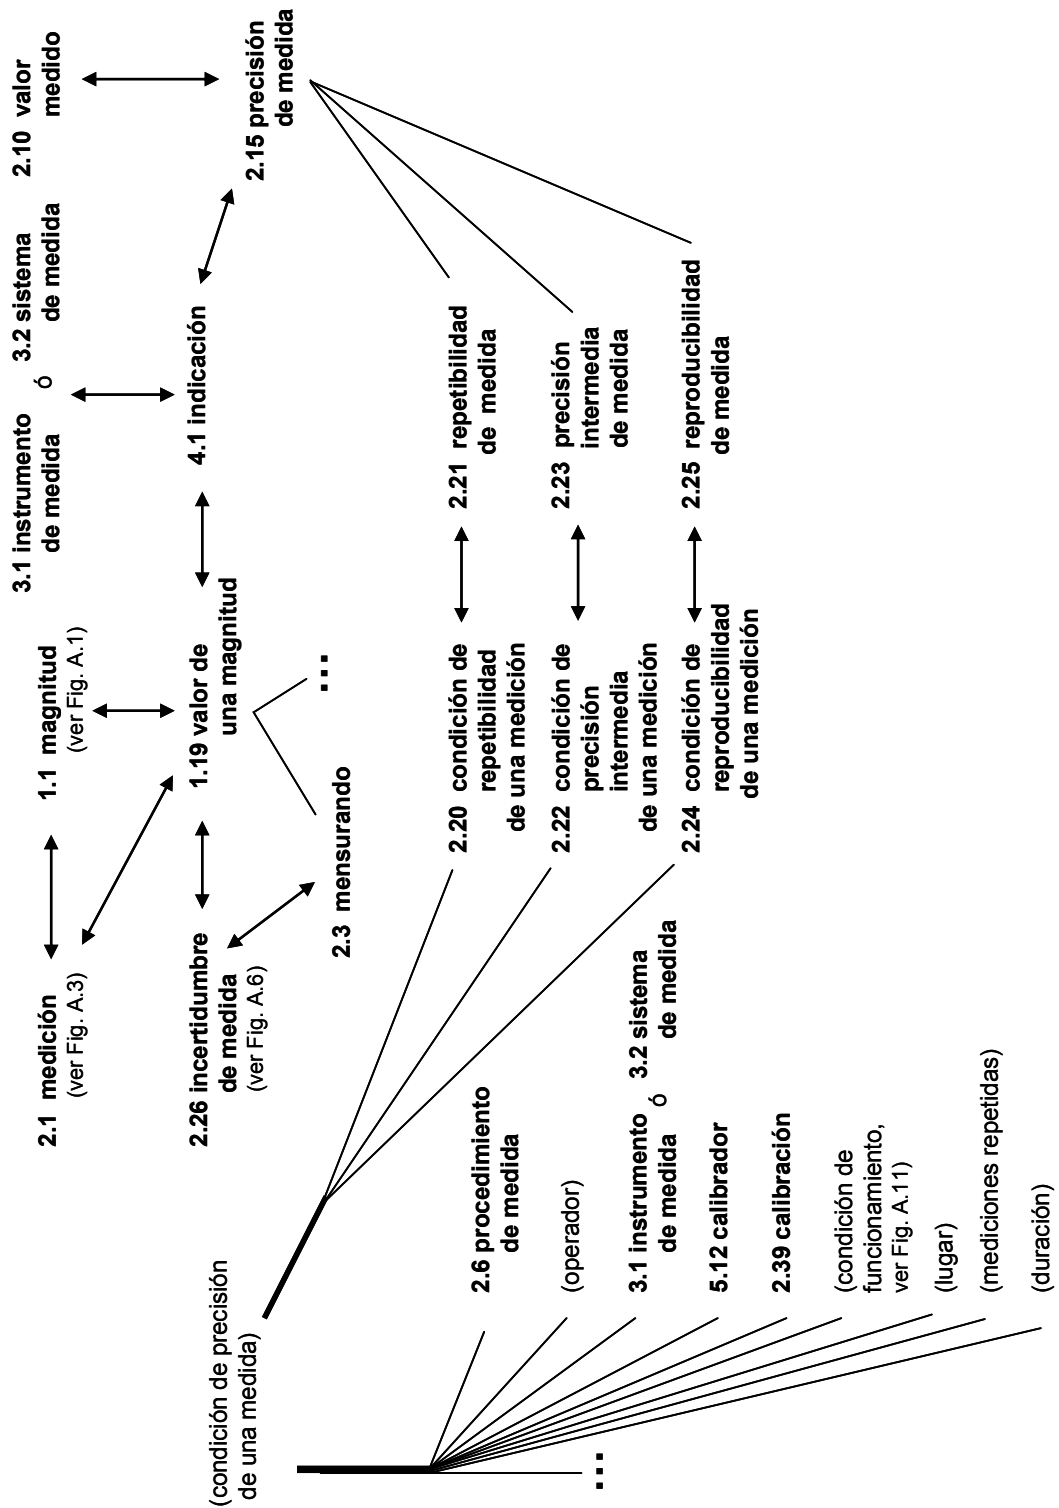 (condición de precisión
de una medida)
2.1 medición
(ver Fig. A.3)
1.1 magnitud
(ver Fig. A.1)
3.1 instrumento
de medida
ó
3.2 sistema
de medida
2.10 valor
medido
2.26 incertidumbre
de medida
(ver Fig. A.6)
1.19 valor de
una magnitud
4.1 indicación
2.15 precisión
de medida
2.3 mensurando
...
2.20 condición de
repetibilidad
de una medición
2.21 repetibilidad
de medida
2.22 condición de
precisión
intermedia
de una medición
2.23 precisión
intermedia
de medida
2.24 condición de
reproducibilidad
de una medición
2.25 reproducibilidad
de medida
2.6 procedimiento
de medida
(operador)
3.1 instrumento
de medida
ó
3.2 sistema
de medida
5.12 calibrador
2.39 calibración
(condición de
funcionamiento,
ver Fig. A.11)
(lugar)
(mediciones repetidas)
(duración)
...